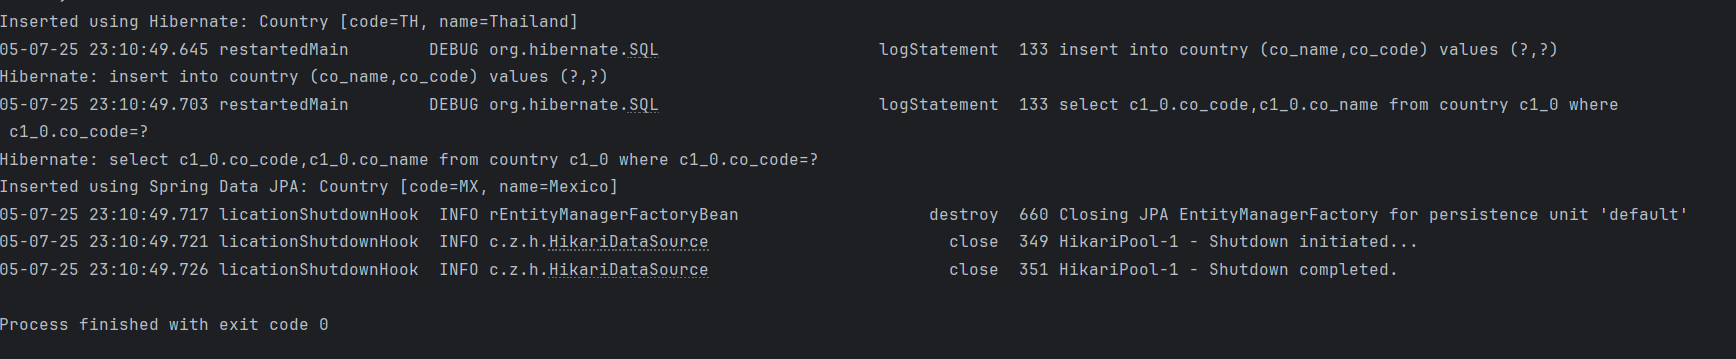 Inserted using Hibernate: Country [code=TH, name=Thailand]
05-07-25 23:10:49.645 restartedMain        DEBUG org.hibernate.SQL                      logStatement  133 insert into country (co_name,co_code) values (?,?)
Hibernate: insert into country (co_name,co_code) values (?,?)
05-07-25 23:10:49.703 restartedMain        DEBUG org.hibernate.SQL                      logStatement  133 select c1_0.co_code,c1_0.co_name from country c1_0 where
 c1_0.co_code=?
Hibernate: select c1_0.co_code,c1_0.co_name from country c1_0 where c1_0.co_code=?
Inserted using Spring Data JPA: Country [code=MX, name=Mexico]
05-07-25 23:10:49.717 licationShutdownHook  INFO rEntityManagerFactoryBean                   destroy  660 Closing JPA EntityManagerFactory for persistence unit 'default'
05-07-25 23:10:49.721 licationShutdownHook  INFO c.z.h.HikariDataSource                        close  349 HikariPool-1 - Shutdown initiated...
05-07-25 23:10:49.726 licationShutdownHook  INFO c.z.h.HikariDataSource                        close  351 HikariPool-1 - Shutdown completed.
Process finished with exit code 0